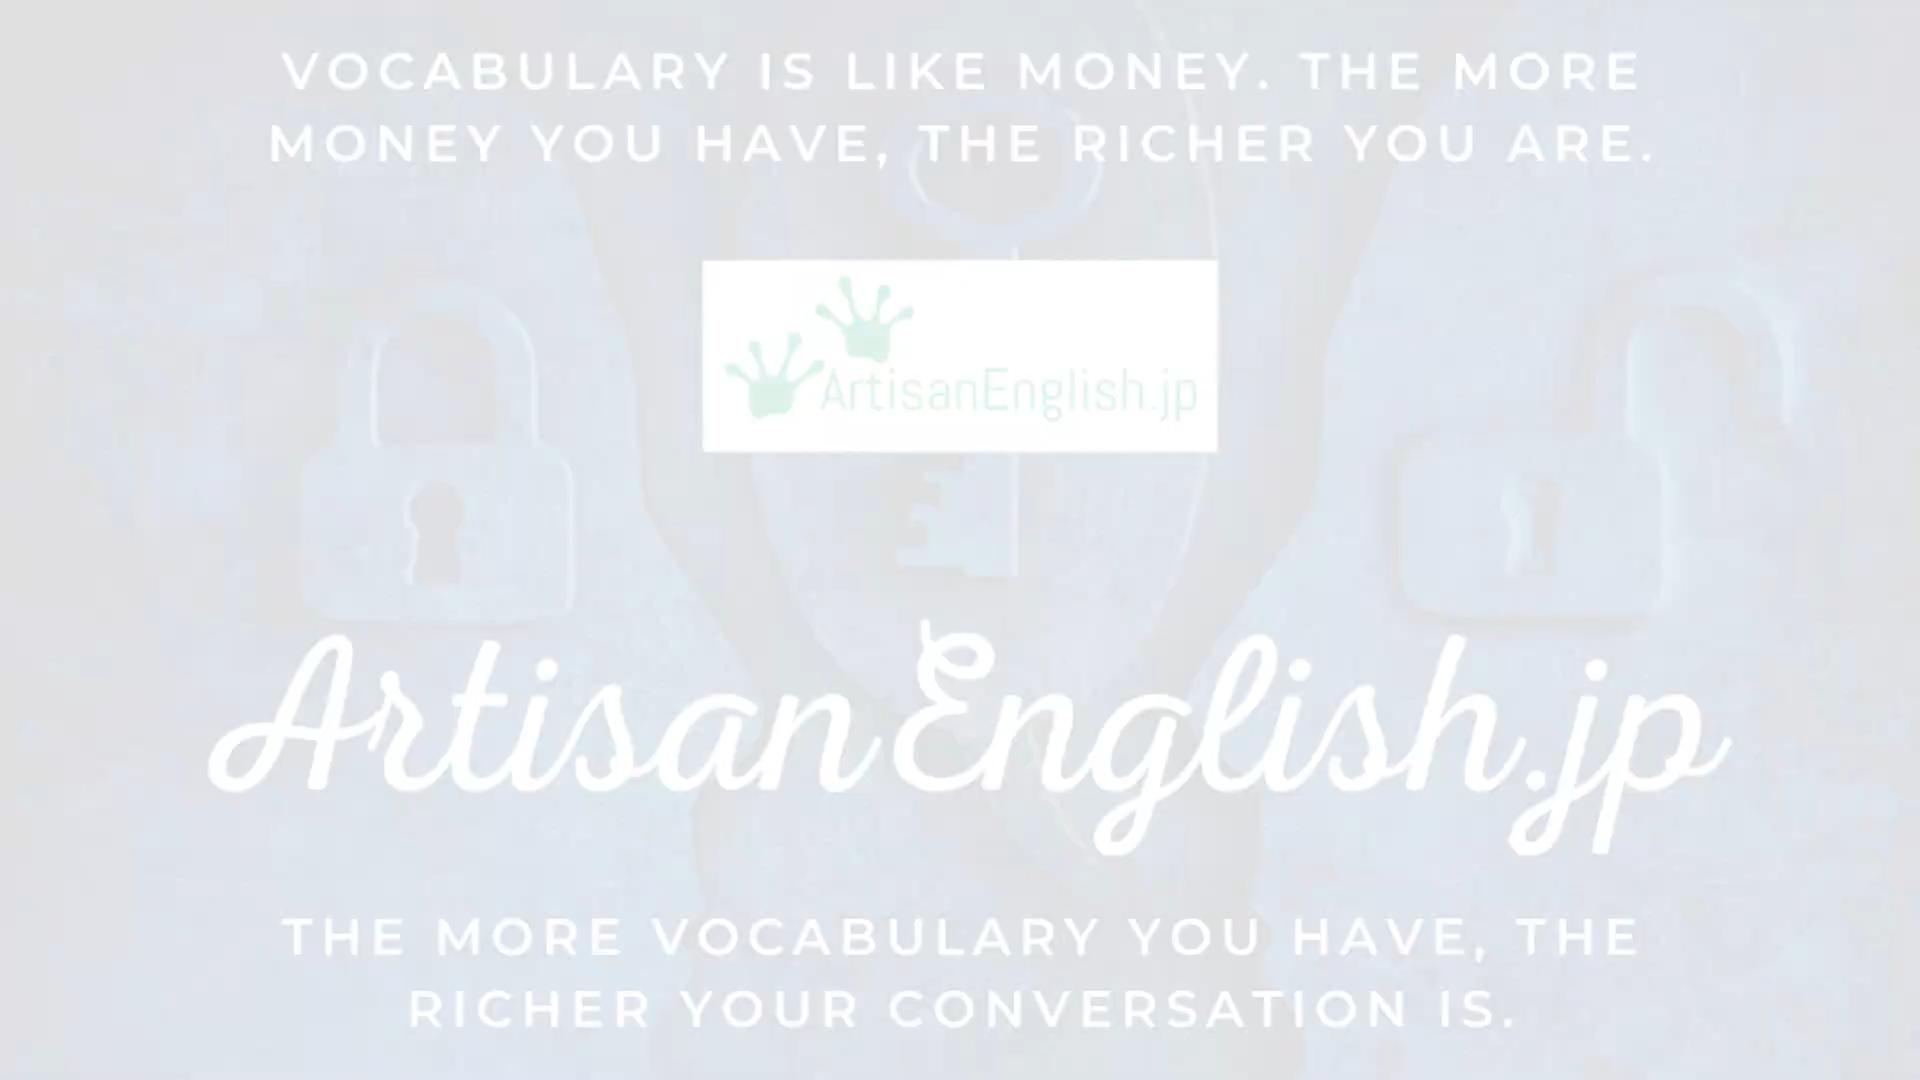 VOCABULARY IS LIKE MONEY. THE MORE
MONEY YOU HAVE, THE RICHER YOU ARE.
ArtisanEnglish.jp
ArtisanEnglish.jp
THE MORE VOCABULARY YOU HAVE, THE
RICHER YOUR CONVERSATION IS.